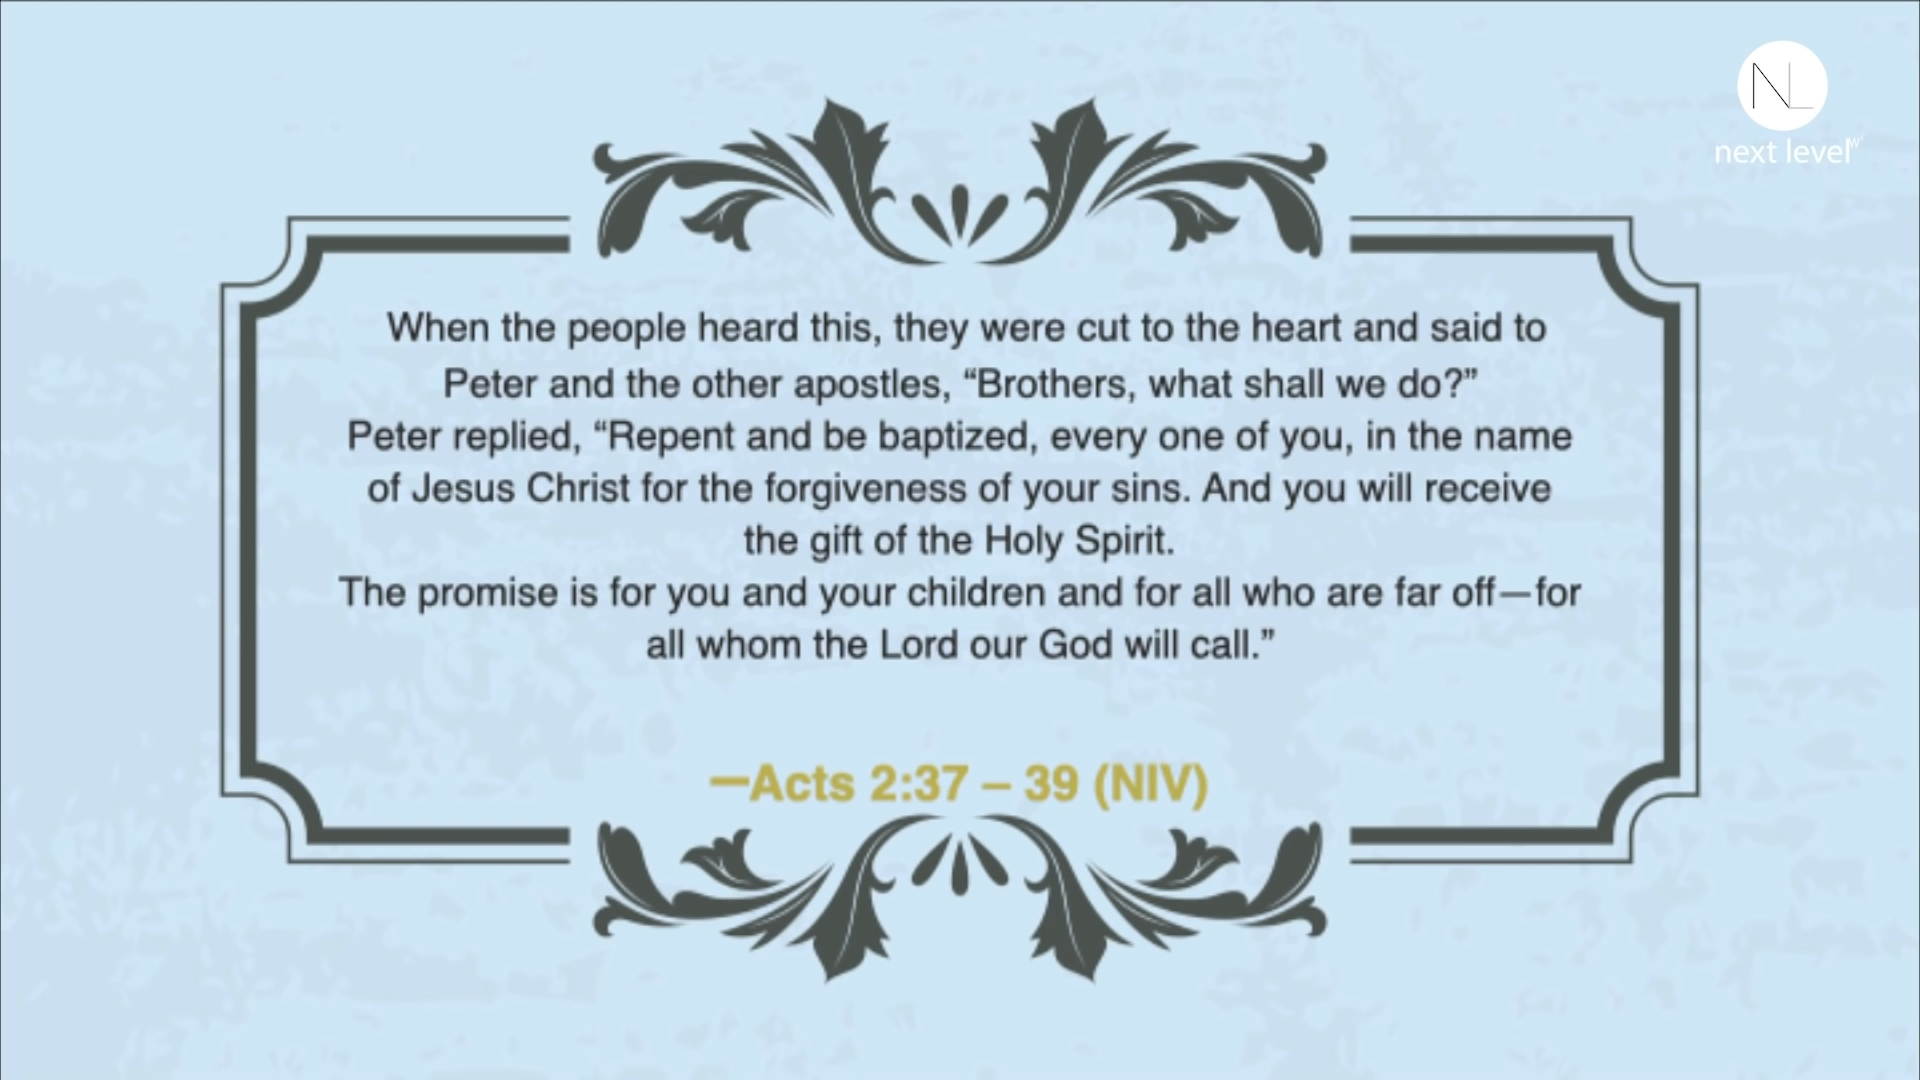 NL
next level
When the people heard this, they were cut to the heart and said to
Peter and the other apostles, “Brothers, what shall we do?”
Peter replied, “Repent and be baptized, every one of you, in the name
of Jesus Christ for the forgiveness of your sins. And you will receive
the gift of the Holy Spirit.
The promise is for you and your children and for all who are far off—for
all whom the Lord our God will call.”
—Acts 2:37 – 39 (NIV)